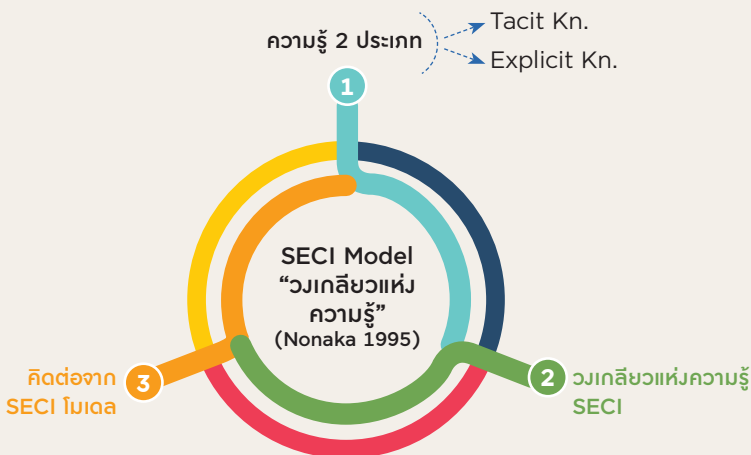 ความรู้ 2 ประเภท
Tacit Kn.
Explicit Kn.
1
SECI Model
“วงเกลียวแห่ง
ความรู้”
(Nonaka 1995)
2
วงเกลียวแห่งความรู้
SECI
3
คิดต่อจาก
SECI โมเดล